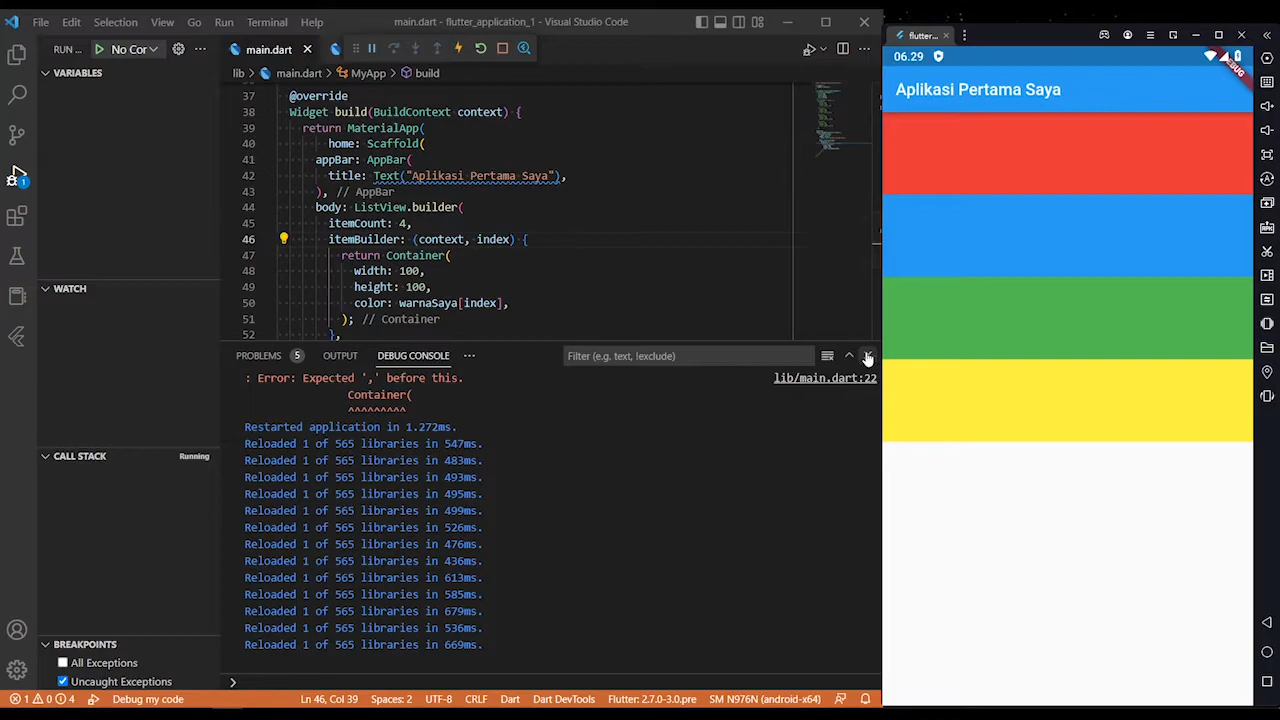 File Edit Selection View Go Run Terminal Help
main.dart - flutter_application_1 - Visual Studio Code
RUN ... No Cor
main.dart
lib > main.dart > MyApp > build
VARIABLES
WATCH
CALL STACK Running
BREAKPOINTS
All Exceptions
Uncaught Exceptions
37 @override
38 Widget build(BuildContext context) {
39 return MaterialApp(
40 home: Scaffold(
41 appBar: AppBar(
42 title: Text("Aplikasi Pertama Saya"),
43 ), // AppBar
44 body: ListView.builder(
45 itemCount: 4,
46 itemBuilder: (context, index) {
47 return Container(
48 width: 100,
49 height: 100,
50 color: warnaSaya[index],
51 ); // Container
52 },
PROBLEMS 5 OUTPUT DEBUG CONSOLE ...
Filter (e.g. text, !exclude)
: Error: Expected ',' before this. lib/main.dart:22
Container(
^^^^^^^^^
Restarted application in 1.272ms.
Reloaded 1 of 565 libraries in 547ms.
Reloaded 1 of 565 libraries in 483ms.
Reloaded 1 of 565 libraries in 493ms.
Reloaded 1 of 565 libraries in 495ms.
Reloaded 1 of 565 libraries in 499ms.
Reloaded 1 of 565 libraries in 526ms.
Reloaded 1 of 565 libraries in 476ms.
Reloaded 1 of 565 libraries in 436ms.
Reloaded 1 of 565 libraries in 613ms.
Reloaded 1 of 565 libraries in 585ms.
Reloaded 1 of 565 libraries in 679ms.
Reloaded 1 of 565 libraries in 536ms.
Reloaded 1 of 565 libraries in 669ms.
1 0 4 Debug my code Ln 46, Col 39 Spaces: 2 UTF-8 CRLF Dart Dart DevTools Flutter: 2.7.0-3.0.pre SM N976N (android-x64)
flutter...
06.29
DEBUG
Aplikasi Pertama Saya